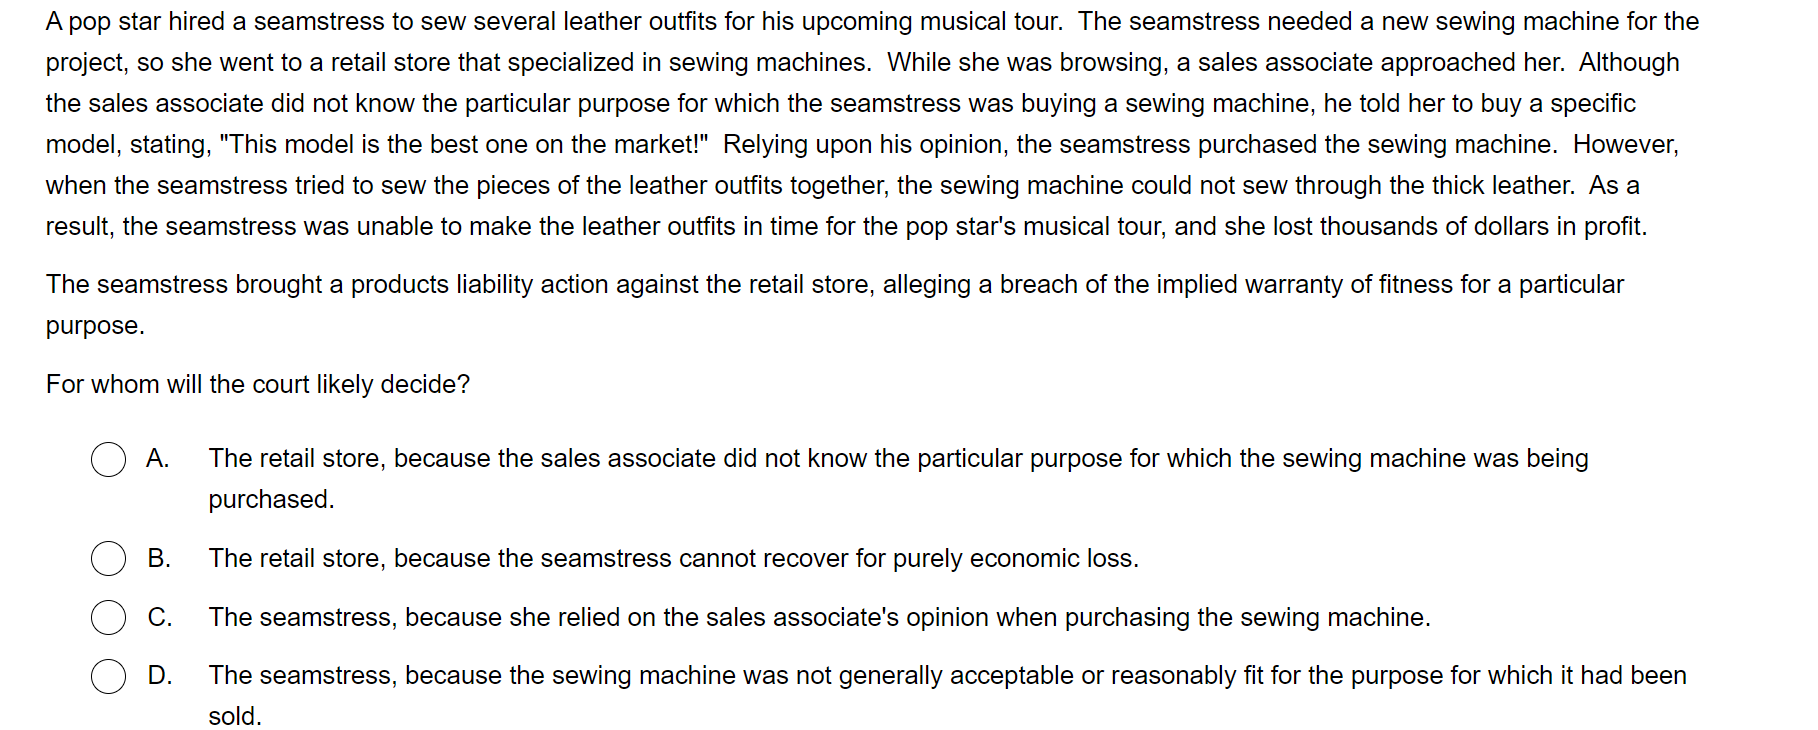 A pop star hired a seamstress to sew several leather outfits for his upcoming musical tour.  The seamstress needed a new sewing machine for the
project, so she went to a retail store that specialized in sewing machines.  While she was browsing, a sales associate approached her.  Although
the sales associate did not know the particular purpose for which the seamstress was buying a sewing machine, he told her to buy a specific
model, stating, "This model is the best one on the market!"  Relying upon his opinion, the seamstress purchased the sewing machine.  However,
when the seamstress tried to sew the pieces of the leather outfits together, the sewing machine could not sew through the thick leather.  As a
result, the seamstress was unable to make the leather outfits in time for the pop star's musical tour, and she lost thousands of dollars in profit.
The seamstress brought a products liability action against the retail store, alleging a breach of the implied warranty of fitness for a particular
purpose.
For whom will the court likely decide?
A. The retail store, because the sales associate did not know the particular purpose for which the sewing machine was being
purchased.
B. The retail store, because the seamstress cannot recover for purely economic loss.
C. The seamstress, because she relied on the sales associate's opinion when purchasing the sewing machine.
D. The seamstress, because the sewing machine was not generally acceptable or reasonably fit for the purpose for which it had been
sold.